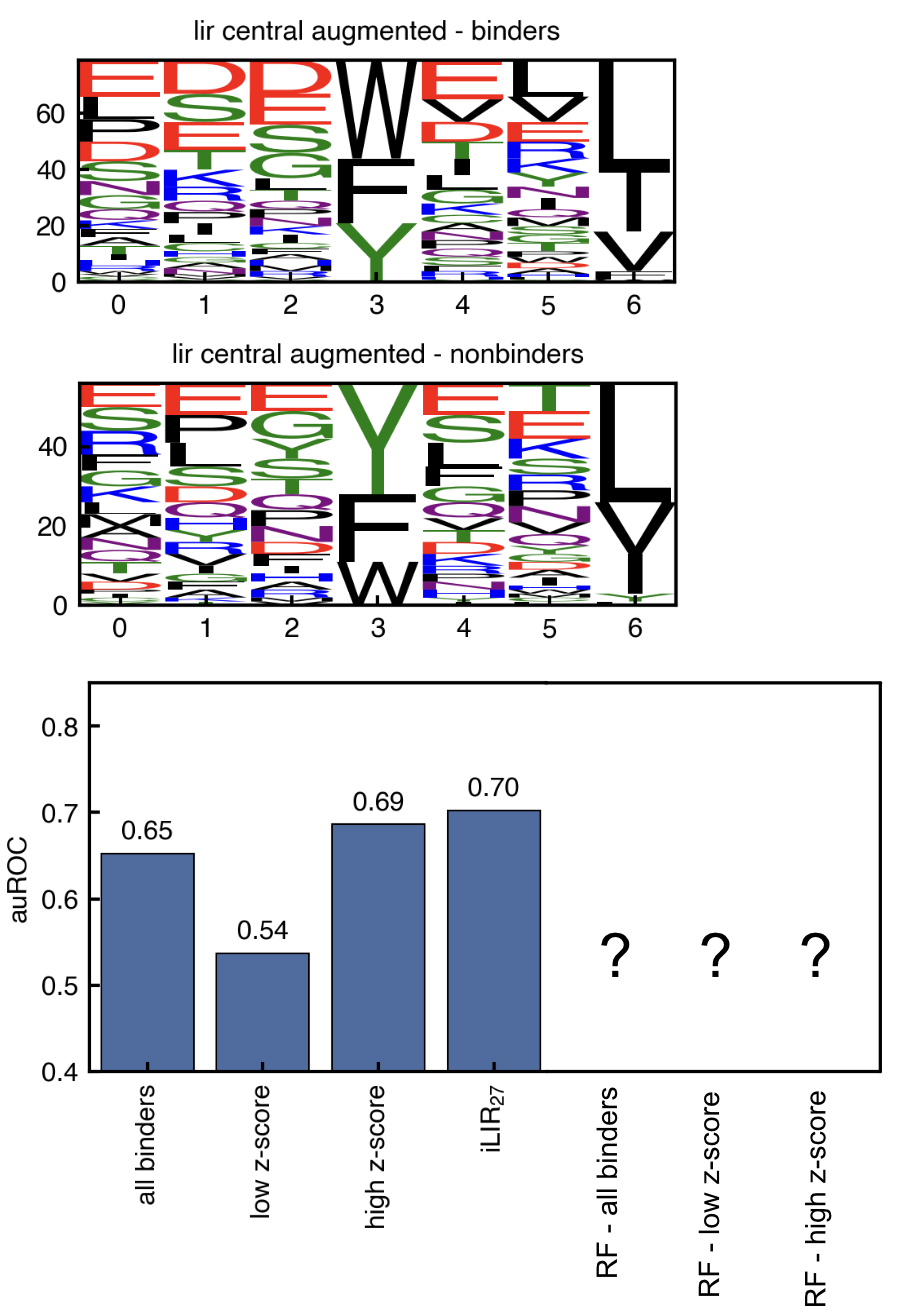 lir central augmented - binders
60
40
20
0
0 1 2 3 4 5 6
lir central augmented - nonbinders
40
20
0
0 1 2 3 4 5 6
auROC
0.8
0.7
0.6
0.5
0.4
0.65
0.54
0.69
0.70
? ? ?
all binders
low z-score
high z-score
iLIR27
RF - all binders
RF - low z-score
RF - high z-score